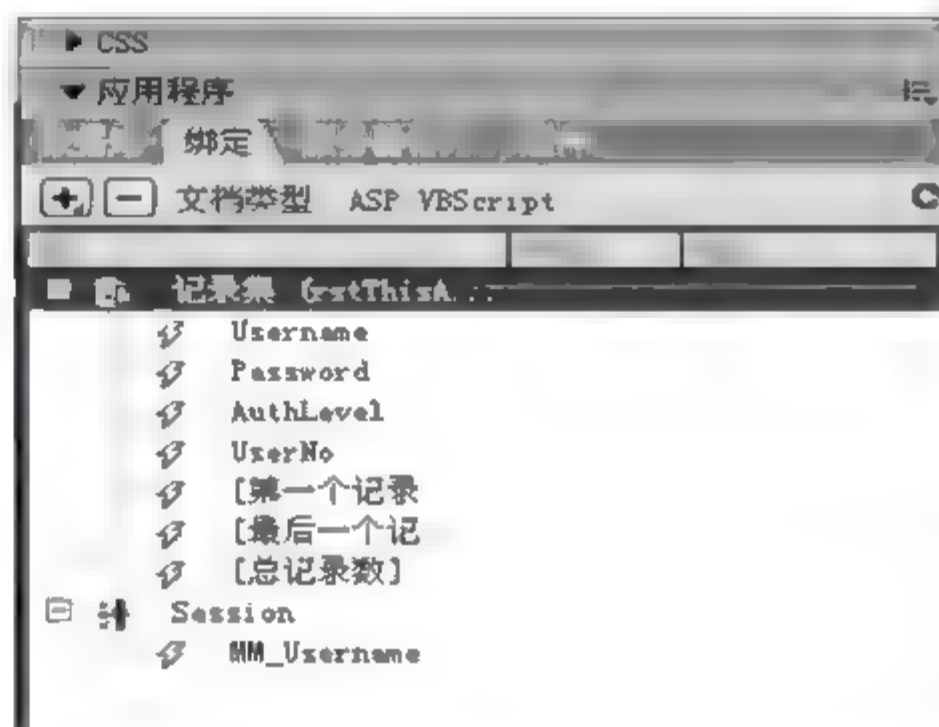 CSS
应用程序
绑定
文档类型 ASP VBScript
记录集 (rstThisA...
Username
Password
AuthLevel
UserNo
[第一个记录
[最后一个记
[总记录数]
Session
MM_Username